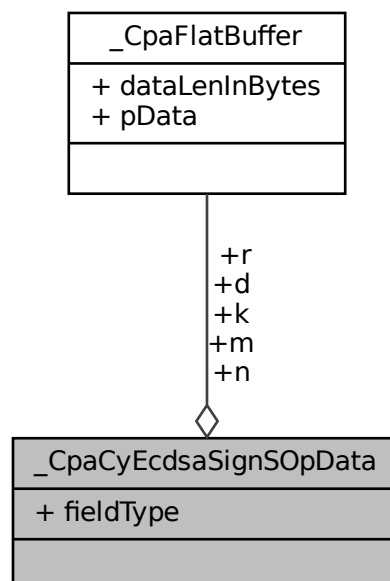 _CpaFlatBuffer
+ dataLenInBytes
+ pData
+r
+d
+k
+m
+n
_CpaCyEcdsaSignSOpData
+ fieldType